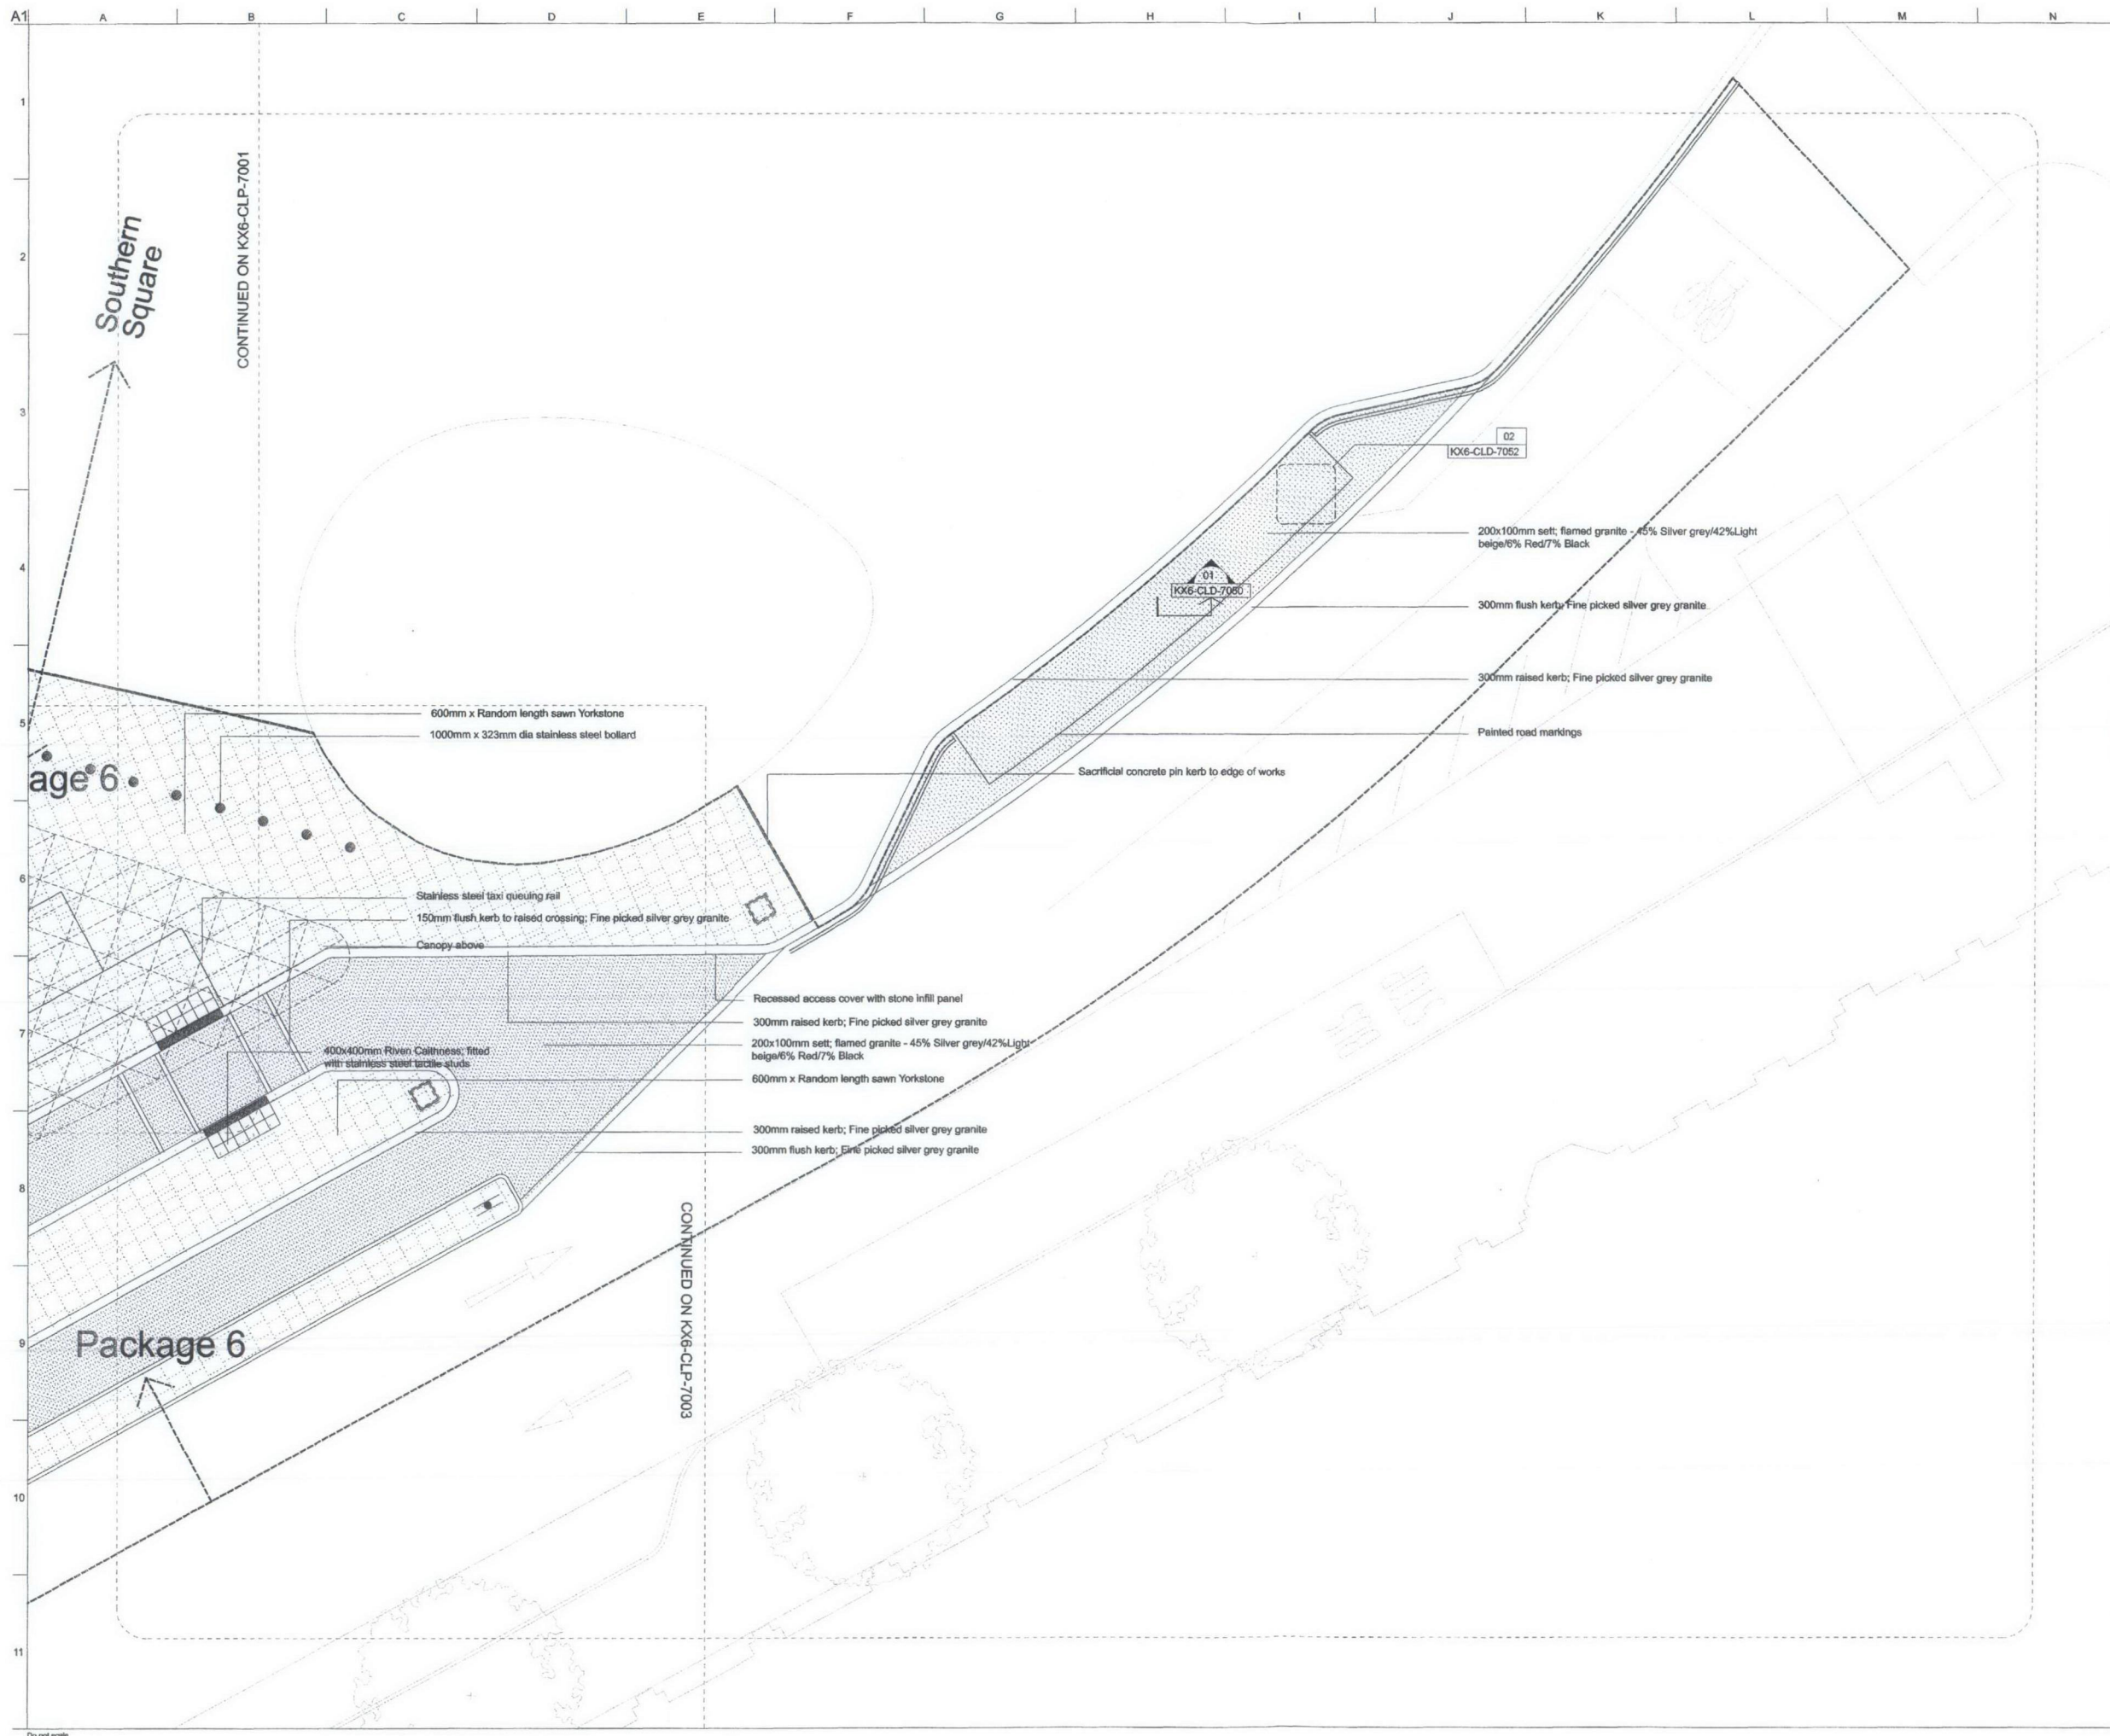 A1
A
B
C
D
E
F
G
H
I
J
K
L
M
N
1
2
3
4
5
6
7
8
9
10
11
Southern
Square
CONTINUED ON KX6-CLP-7001
02
KX6-CLD-7052
200x100mm sett; flamed granite - 45% Silver grey/42%Light
beige/6% Red/7% Black
01
KX6-CLD-7060
300mm flush kerb; Fine picked silver grey granite
300mm raised kerb; Fine picked silver grey granite
600mm x Random length sawn Yorkstone
1000mm x 323mm dia stainless steel bollard
Painted road markings
age 6
Sacrificial concrete pin kerb to edge of works
Stainless steel taxi queuing rail
150mm flush kerb to raised crossing; Fine picked silver grey granite
Canopy above
Recessed access cover with stone infill panel
300mm raised kerb; Fine picked silver grey granite
200x100mm sett; flamed granite - 45% Silver grey/42%Light
beige/6% Red/7% Black
400x400mm Riven Caithness; fitted
with stainless steel tactile studs
600mm x Random length sawn Yorkstone
300mm raised kerb; Fine picked silver grey granite
300mm flush kerb; Fine picked silver grey granite
CONTINUED ON KX6-CLP-7003
Package 6
Do not scale